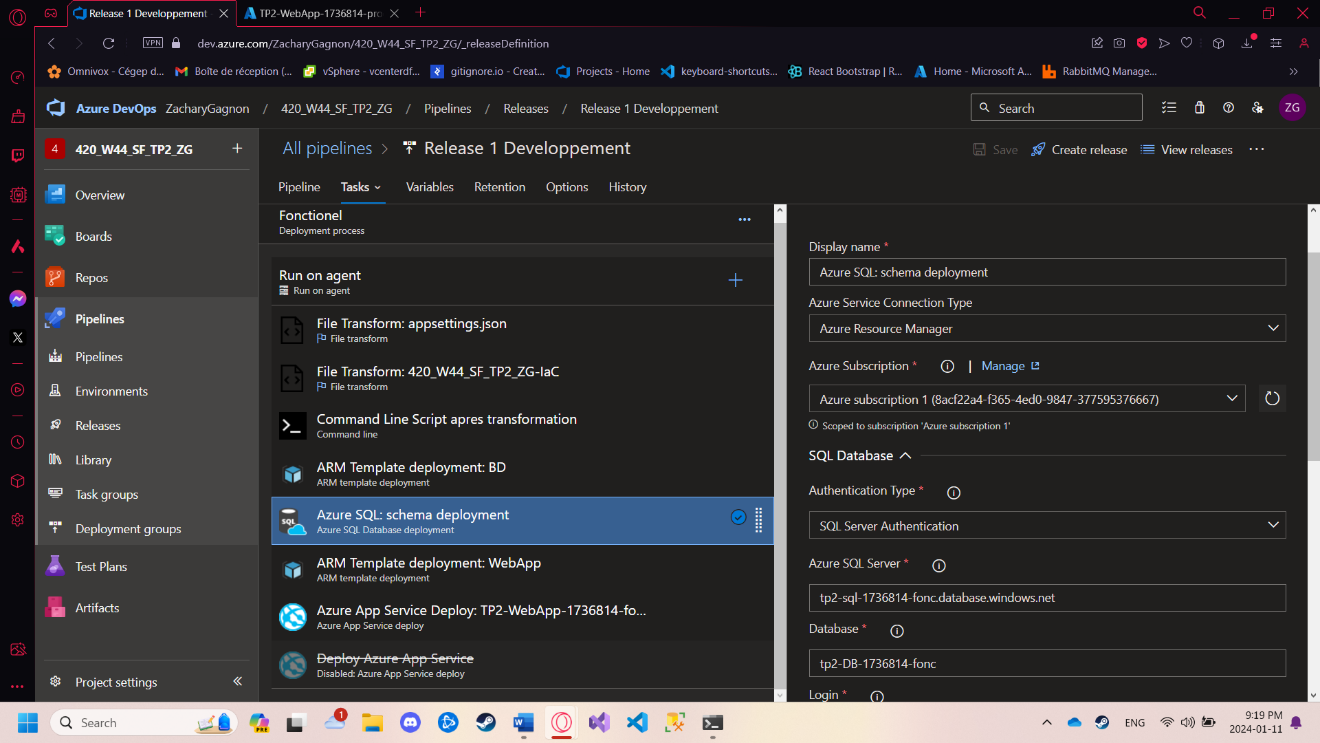 Release 1 Developpement
TP2-WebApp-1736814-pro
VPN
dev.azure.com/ZacharyGagnon/420_W44_SF_TP2_ZG/_releaseDefinition
Omnivox - Cégep d...
Boîte de réception (...
vSphere - vcenterdf...
gitignore.io - Creat...
Projects - Home
keyboard-shortcuts...
React Bootstrap | R...
Home - Microsoft A...
RabbitMQ Manage...
Azure DevOps ZacharyGagnon / 420_W44_SF_TP2_ZG / Pipelines / Releases / Release 1 Developpement
Search
ZG
4 420_W44_SF_TP2_ZG
Overview
Boards
Repos
Pipelines
Pipelines
Environments
Releases
Library
Task groups
Deployment groups
Test Plans
Artifacts
Project settings
All pipelines > Release 1 Developpement
Save
Create release
View releases
Pipeline
Tasks
Variables
Retention
Options
History
Fonctionel
Deployment process
Run on agent
Run on agent
File Transform: appsettings.json
File transform
File Transform: 420_W44_SF_TP2_ZG-IaC
File transform
Command Line Script apres transformation
Command line
ARM Template deployment: BD
ARM template deployment
SQL
Azure SQL: schema deployment
Azure SQL Database deployment
ARM Template deployment: WebApp
ARM template deployment
Azure App Service Deploy: TP2-WebApp-1736814-fo...
Azure App Service deploy
Deploy Azure App Service
Disabled: Azure App Service deploy
Display name *
Azure SQL: schema deployment
Azure Service Connection Type
Azure Resource Manager
Azure Subscription * | Manage
Azure subscription 1 (8acf22a4-f365-4ed0-9847-377595376667)
Scoped to subscription 'Azure subscription 1'
SQL Database
Authentication Type *
SQL Server Authentication
Azure SQL Server *
tp2-sql-1736814-fonc.database.windows.net
Database *
tp2-DB-1736814-fonc
Login *
Search
PRE
1
ENG
9:19 PM
2024-01-11